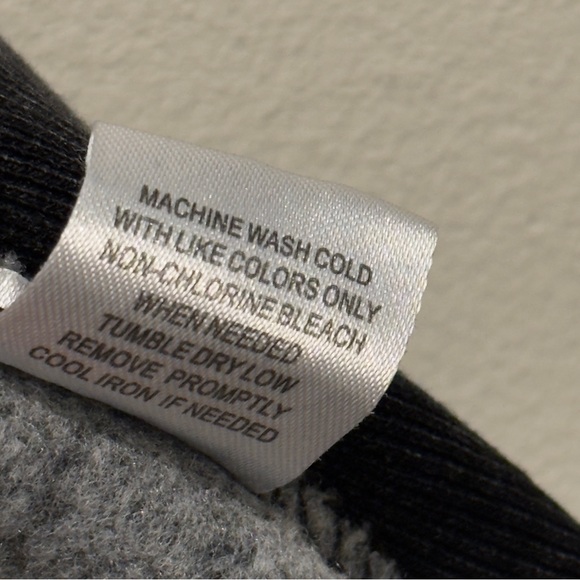 MACHINE WASH COLD
WITH LIKE COLORS ONLY
NON-CHLORINE BLEACH
WHEN NEEDED
TUMBLE DRY LOW
REMOVE PROMPTLY
COOL IRON IF NEEDED